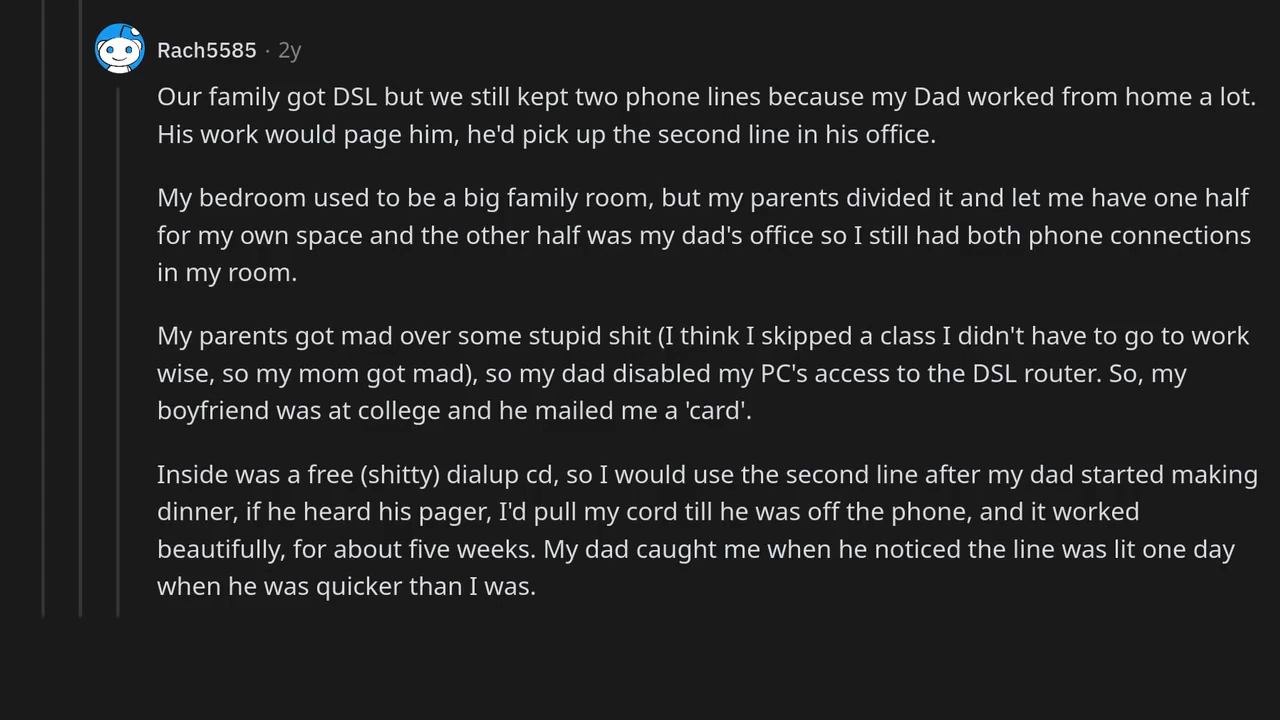 Rach5585 · 2y
Our family got DSL but we still kept two phone lines because my Dad worked from home a lot.
His work would page him, he'd pick up the second line in his office.
My bedroom used to be a big family room, but my parents divided it and let me have one half
for my own space and the other half was my dad's office so I still had both phone connections
in my room.
My parents got mad over some stupid shit (I think I skipped a class I didn't have to go to work
wise, so my mom got mad), so my dad disabled my PC's access to the DSL router. So, my
boyfriend was at college and he mailed me a 'card'.
Inside was a free (shitty) dialup cd, so I would use the second line after my dad started making
dinner, if he heard his pager, I'd pull my cord till he was off the phone, and it worked
beautifully, for about five weeks. My dad caught me when he noticed the line was lit one day
when he was quicker than I was.